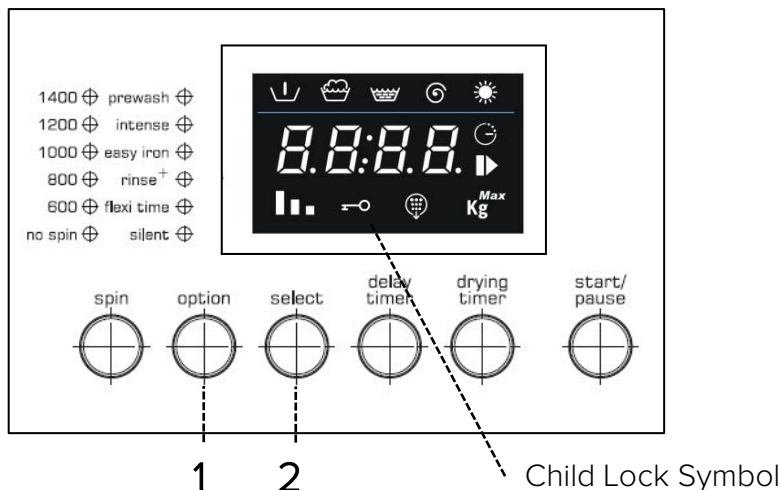 1400 prewash
1200 intense
1000 easy iron
800 rinse+
600 flexi time
no spin silent
8.8:8.8.
Kg Max
spin option select delay timer drying timer start/pause
1 2 Child Lock Symbol